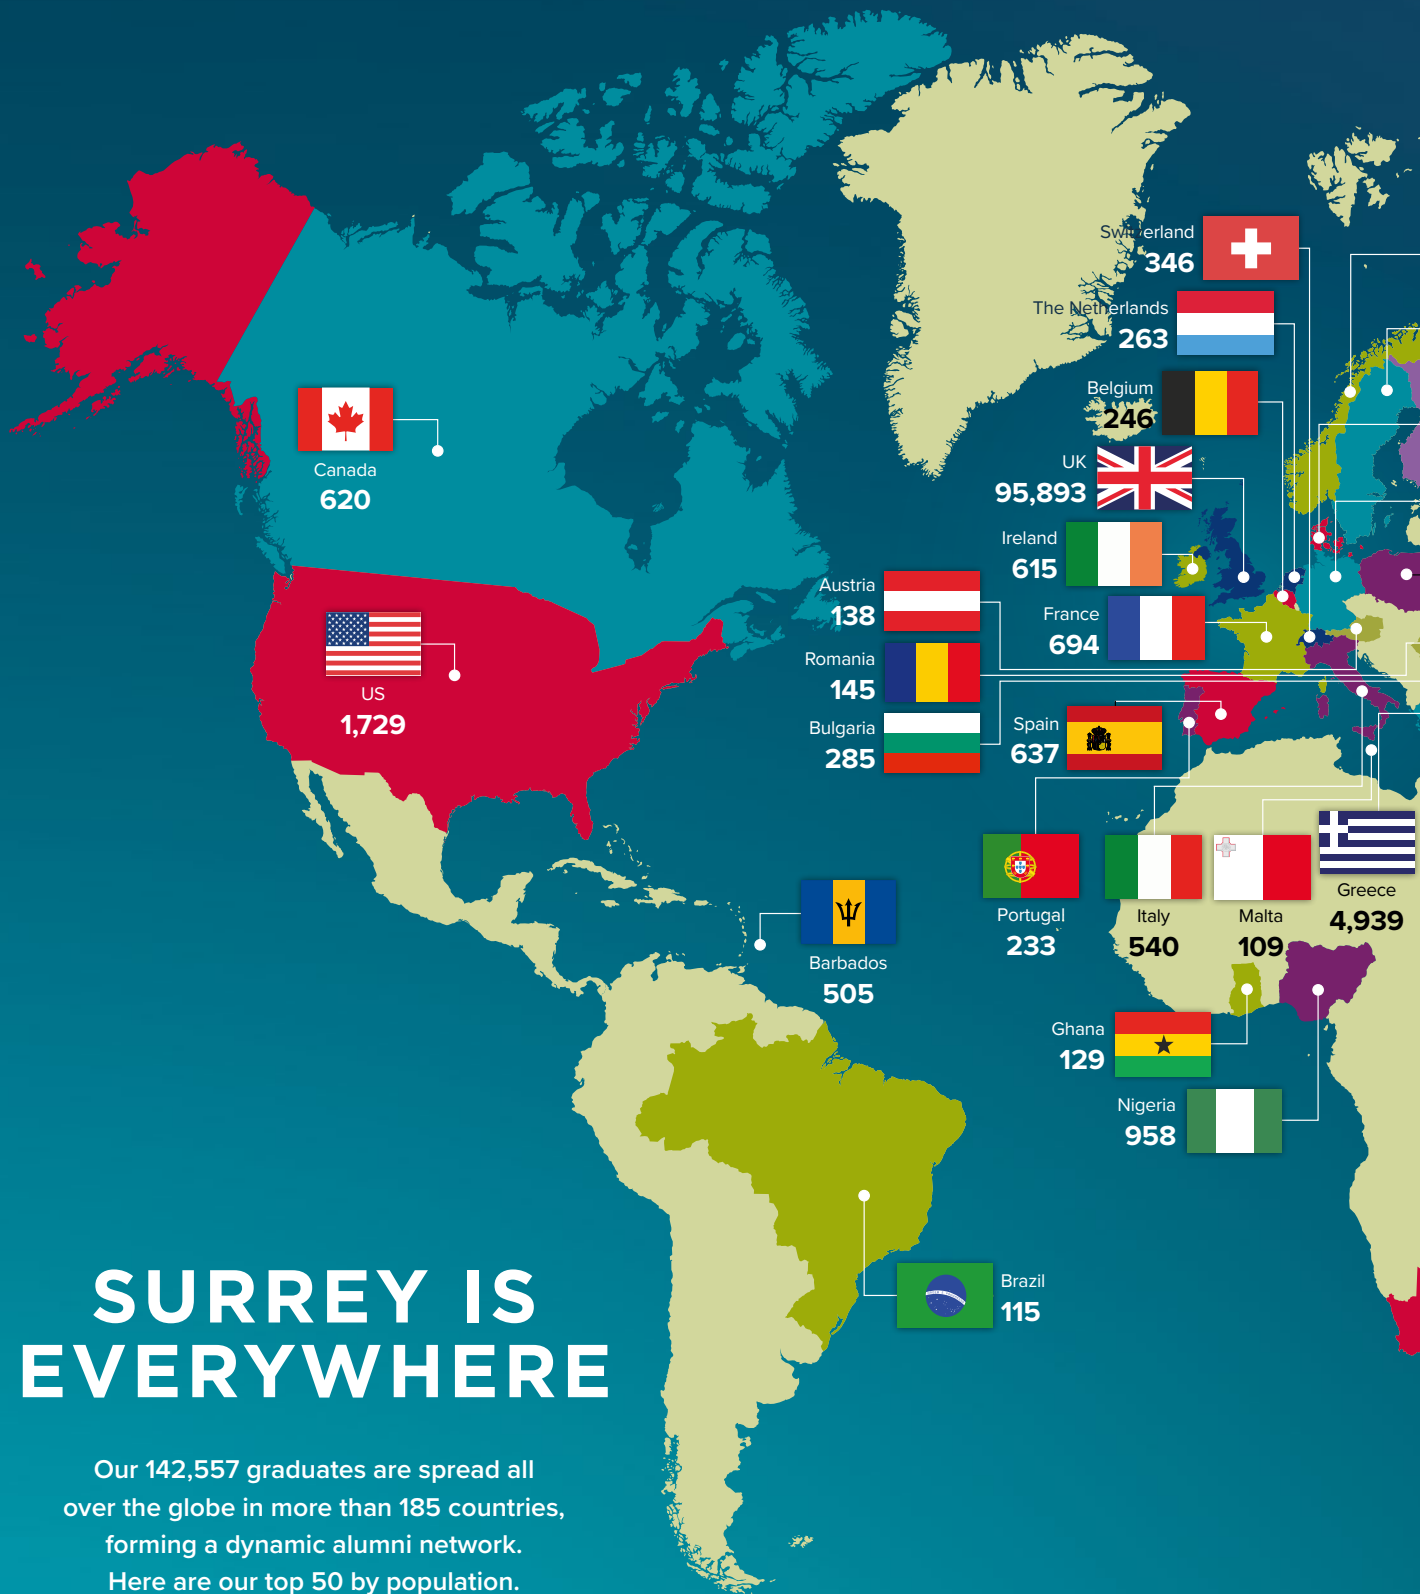 Switzerland
346
The Netherlands
263
Belgium
246
UK
95,893
Ireland
615
France
694
Canada
620
US
1,729
Austria
138
Romania
145
Bulgaria
285
Spain
637
Portugal
233
Italy
540
Malta
109
Greece
4,939
Barbados
505
Ghana
129
Nigeria
958
Brazil
115
SURREY IS
EVERYWHERE
Our 142,557 graduates are spread all
over the globe in more than 185 countries,
forming a dynamic alumni network.
Here are our top 50 by population.